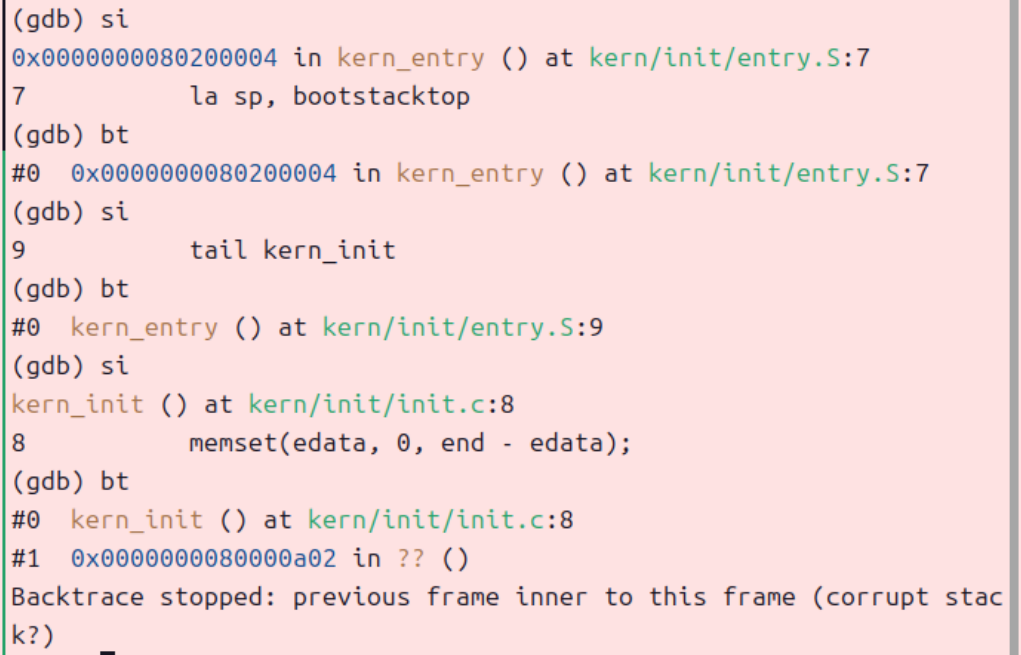 (gdb) si
0x0000000080200004 in kern_entry () at kern/init/entry.S:7
7           la sp, bootstacktop
(gdb) bt
#0  0x0000000080200004 in kern_entry () at kern/init/entry.S:7
(gdb) si
9           tail kern_init
(gdb) bt
#0  kern_entry () at kern/init/entry.S:9
(gdb) si
kern_init () at kern/init/init.c:8
8           memset(edata, 0, end - edata);
(gdb) bt
#0  kern_init () at kern/init/init.c:8
#1  0x0000000080000a02 in ?? ()
Backtrace stopped: previous frame inner to this frame (corrupt stac
k?)